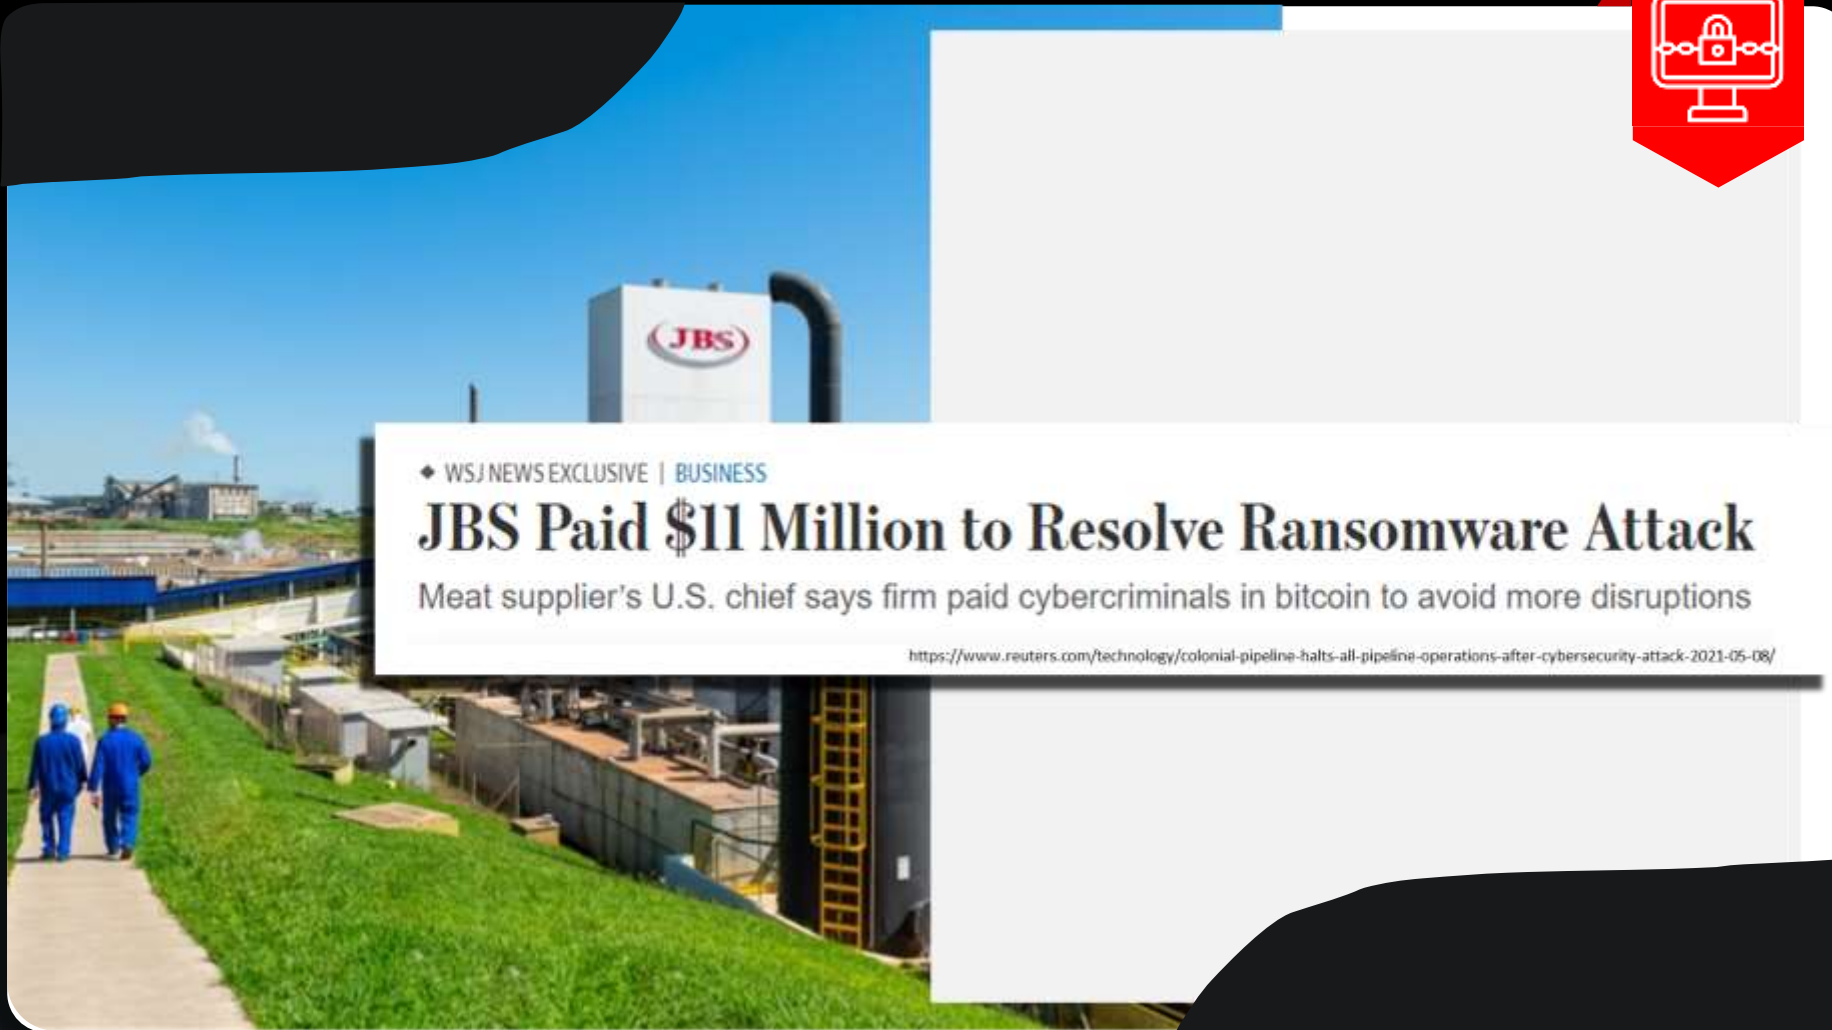 JBS
◆ WSJ NEWS EXCLUSIVE | BUSINESS
JBS Paid $11 Million to Resolve Ransomware Attack
Meat supplier’s U.S. chief says firm paid cybercriminals in bitcoin to avoid more disruptions
https://www.reuters.com/technology/colonial-pipeline-halts-all-pipeline-operations-after-cybersecurity-attack-2021-05-08/